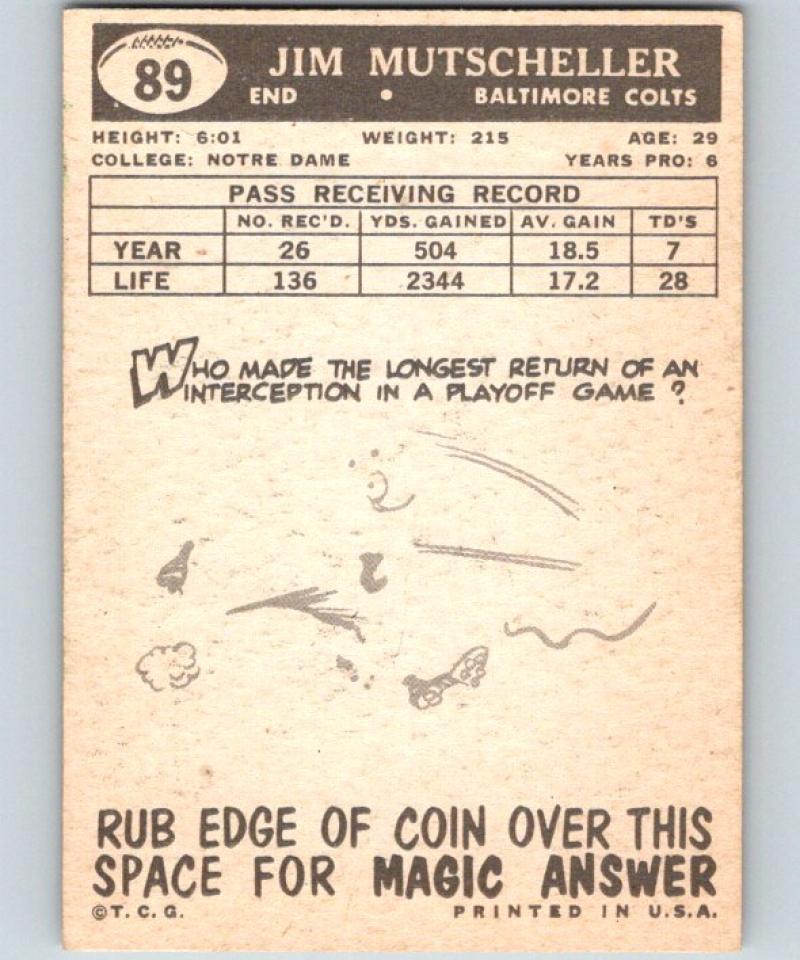 89
JIM MUTSCHELLER
END • BALTIMORE COLTS
HEIGHT: 6:01 WEIGHT: 215 AGE: 29
COLLEGE: NOTRE DAME YEARS PRO: 6
PASS RECEIVING RECORD
NO. REC'D. YDS. GAINED AV. GAIN TD'S
YEAR 26 504 18.5 7
LIFE 136 2344 17.2 28
WHO MADE THE LONGEST RETURN OF AN
INTERCEPTION IN A PLAYOFF GAME ?
RUB EDGE OF COIN OVER THIS
SPACE FOR MAGIC ANSWER
©T. C. G. PRINTED IN U.S.A.